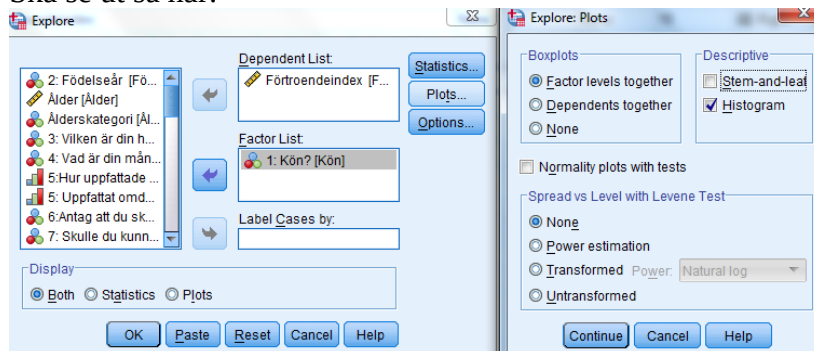 Explore
2: Födelseår [Fö...
Ålder [Ålder]
Ålderskategori [Ål...
3: Vilken är din h...
4: Vad är din mån...
5:Hur uppfattade ...
5: Uppfattat omd...
6:Antag att du sk...
7: Skulle du kunn...
Dependent List:
Förtroendeindex [F...
Factor List:
1: Kön? [Kön]
Label Cases by:
Statistics...
Plots...
Options...
Display
Both Statistics Plots
OK Paste Reset Cancel Help
Explore: Plots
Boxplots
Factor levels together
Dependents together
None
Descriptive
Stem-and-leaf
Histogram
Normality plots with tests
Spread vs Level with Levene Test
None
Power estimation
Transformed Power: Natural log
Untransformed
Continue Cancel Help